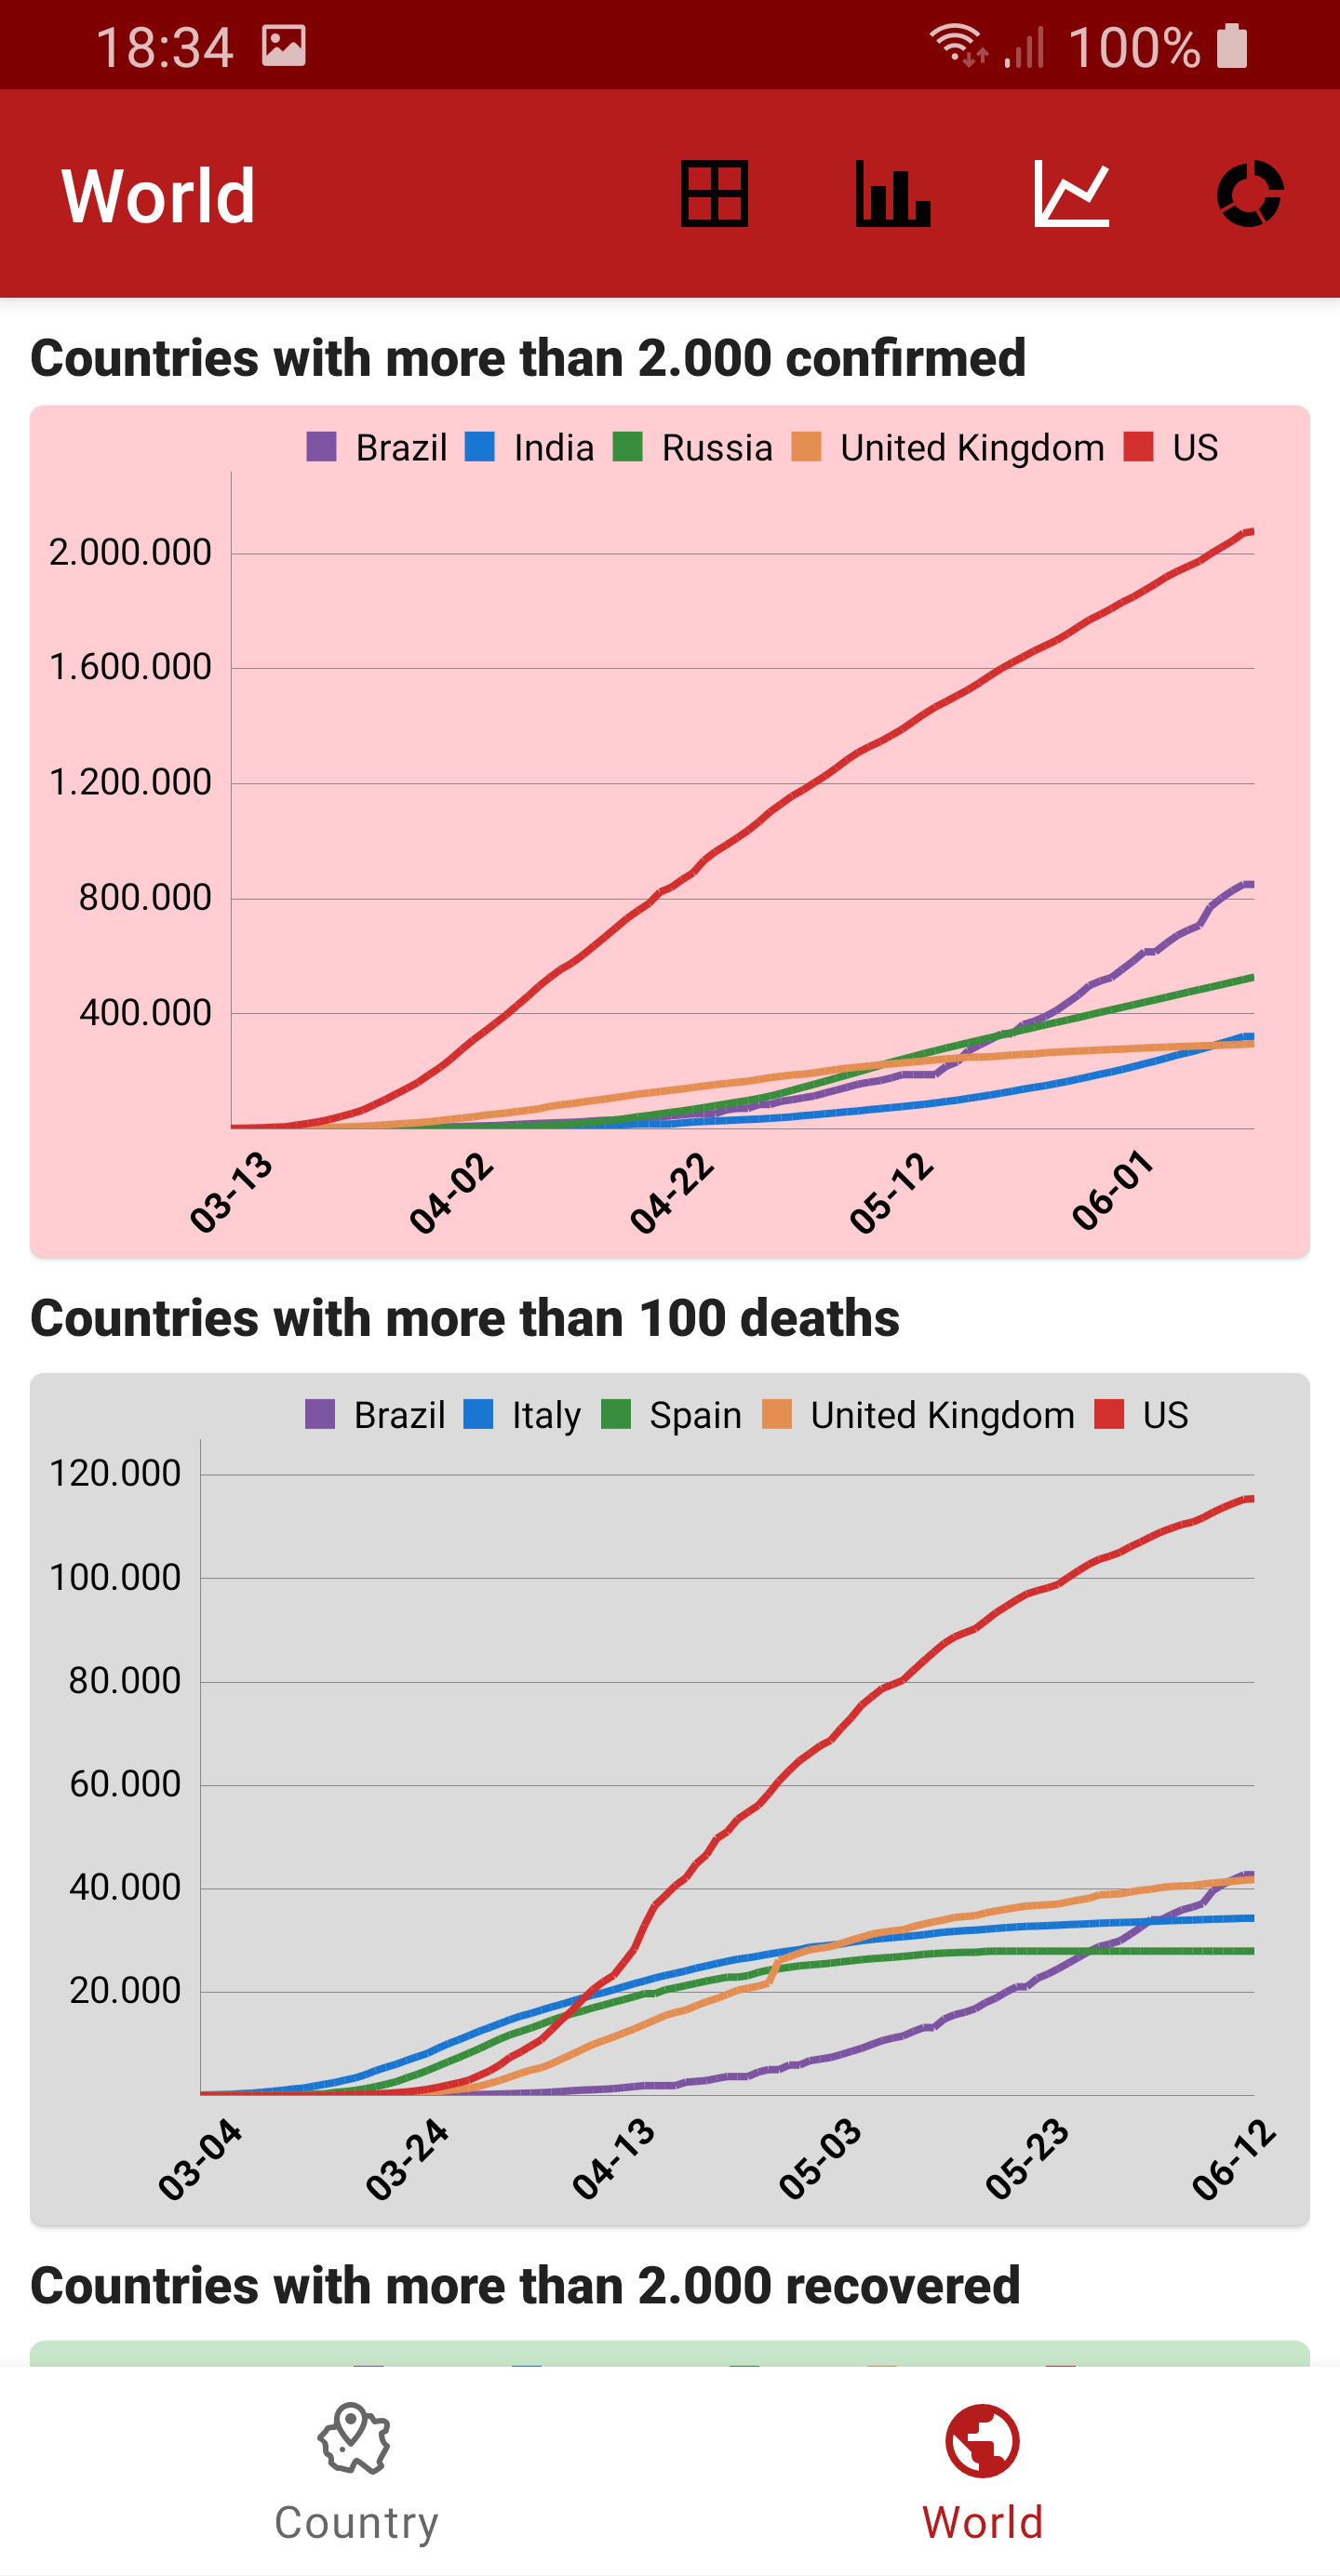 18:34 100%
World
Countries with more than 2.000 confirmed
Brazil India Russia United Kingdom US
2.000.000
1.600.000
1.200.000
800.000
400.000
03-13 04-02 04-22 05-12 06-01
Countries with more than 100 deaths
Brazil Italy Spain United Kingdom US
120.000
100.000
80.000
60.000
40.000
20.000
03-04 03-24 04-13 05-03 05-23 06-12
Countries with more than 2.000 recovered
Country World